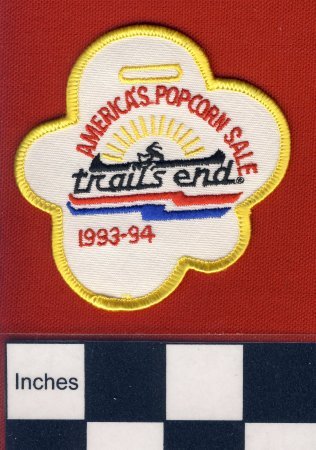 AMERICA'S POPCORN SALE
trail's end®
1993-94
Inches